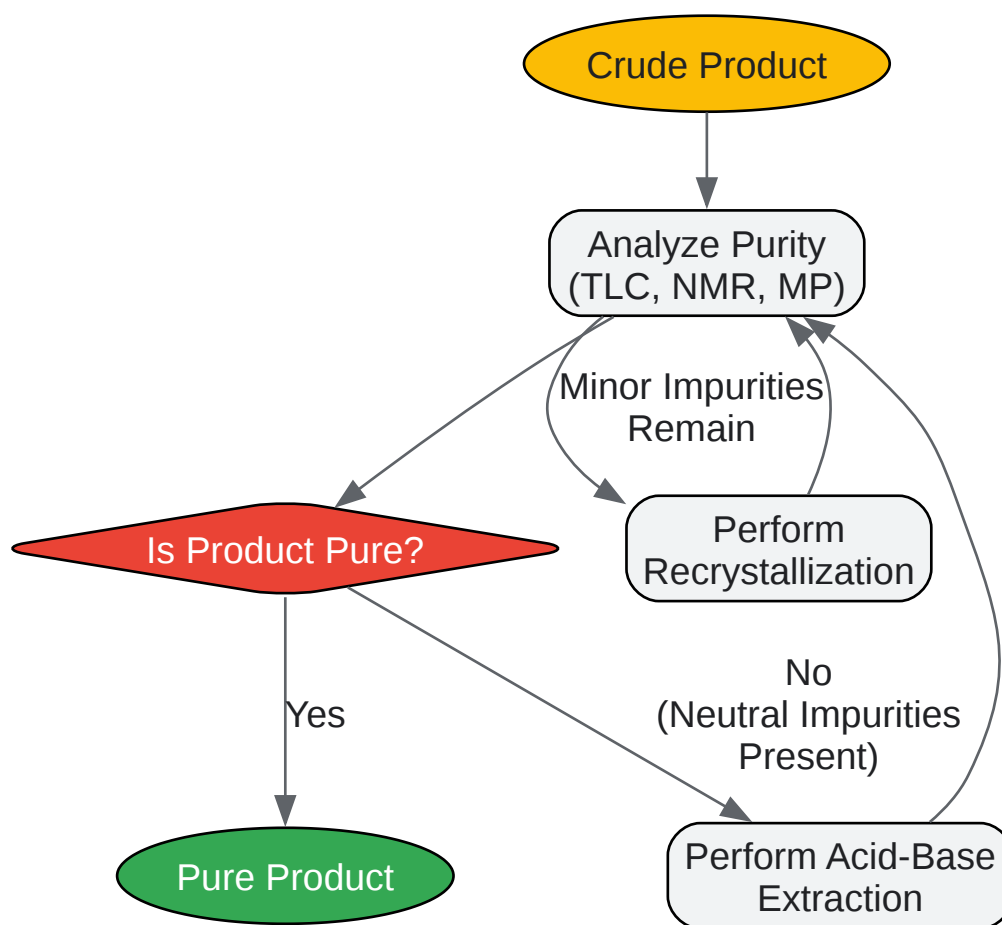 Crude Product
Analyze Purity
(TLC, NMR, MP)
Minor Impurities
Remain
Is Product Pure?
Perform
Recrystallization
No
(Neutral Impurities
Present)
Yes
Pure Product
Perform Acid-Base
Extraction